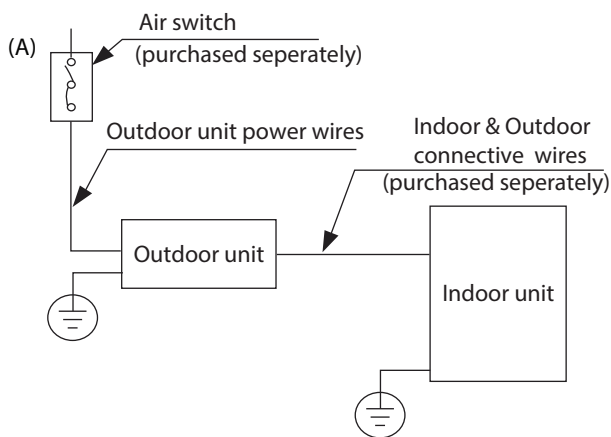 (A)
Air switch
(purchased seperately)
Outdoor unit power wires
Indoor & Outdoor
connective wires
(purchased seperately)
Outdoor unit
Indoor unit